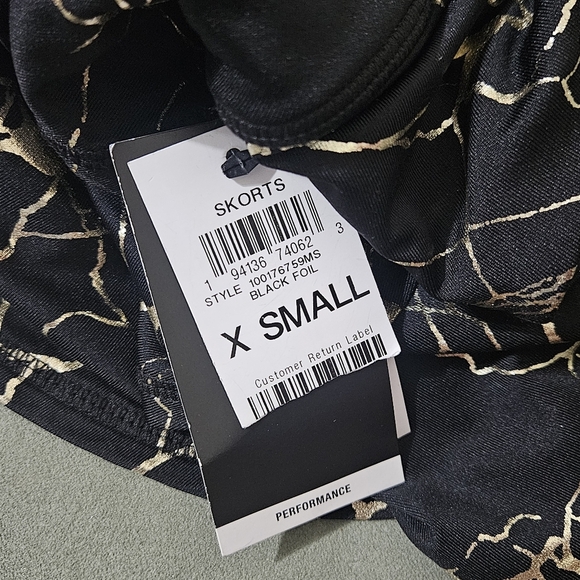 SKORTS
1 94136 74062 3
STYLE 100176759MS
BLACK FOIL
X SMALL
Customer Return Label
PERFORMANCE